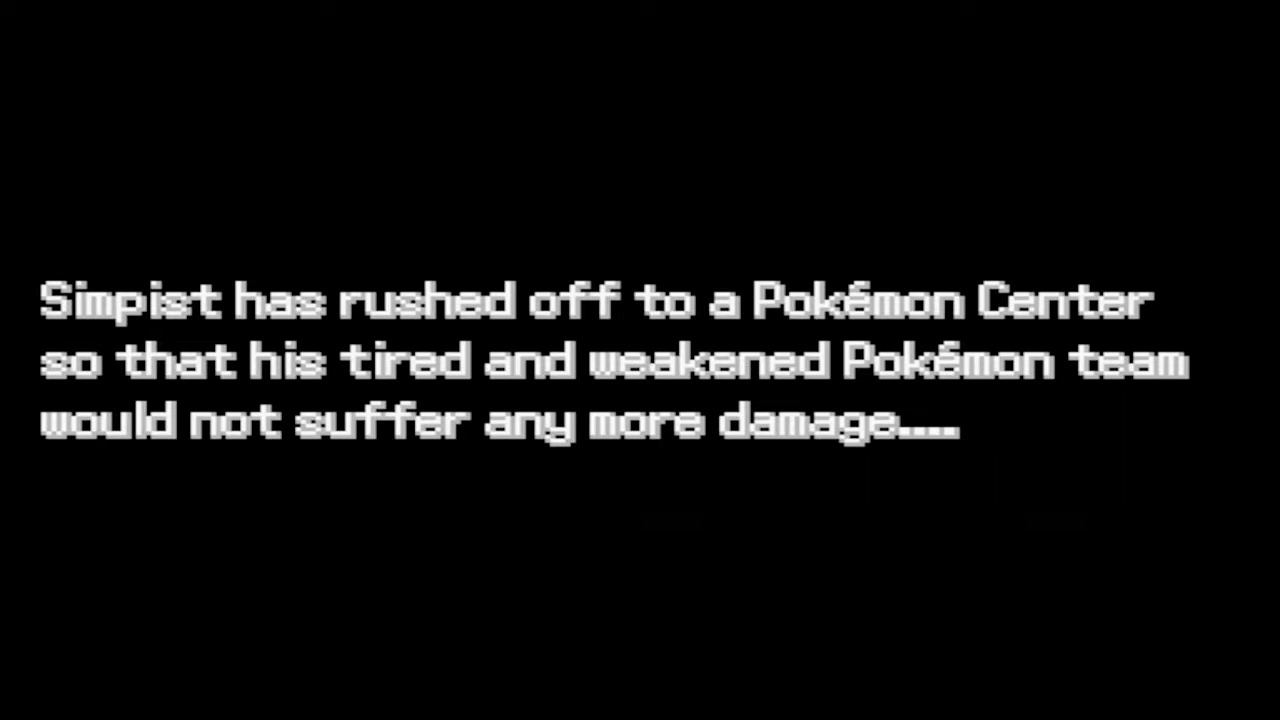 Simpist has rushed off to a Pokémon Center
so that his tired and weakened Pokémon team
would not suffer any more damage....